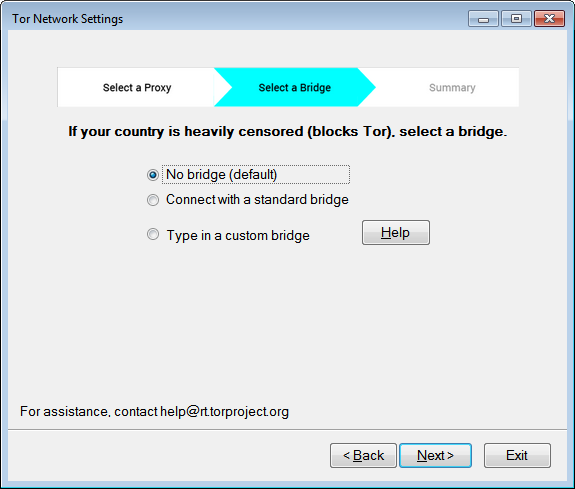 Tor Network Settings
Select a Proxy
Select a Bridge
Summary
If your country is heavily censored (blocks Tor), select a bridge.
No bridge (default)
Connect with a standard bridge
Type in a custom bridge
Help
For assistance, contact help@rt.torproject.org
< Back
Next >
Exit